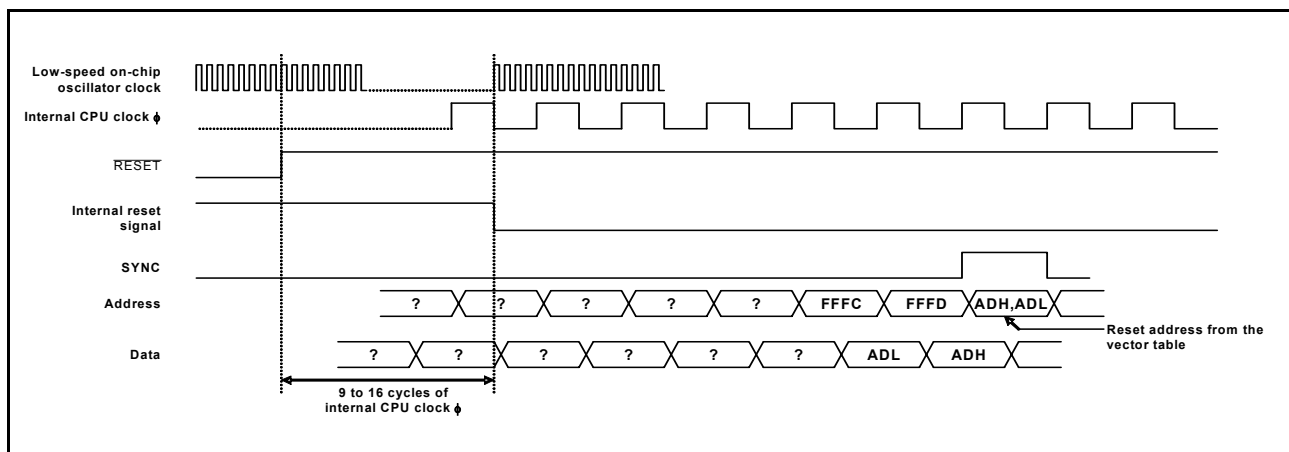 Low-speed on-chip
oscillator clock
Internal CPU clock ϕ
RESET
Internal reset
signal
SYNC
Address
? ? ? ? ? FFFC FFFD ADH,ADL
Reset address from the
vector table
Data
? ? ? ? ? ? ADL ADH
9 to 16 cycles of
internal CPU clock ϕ